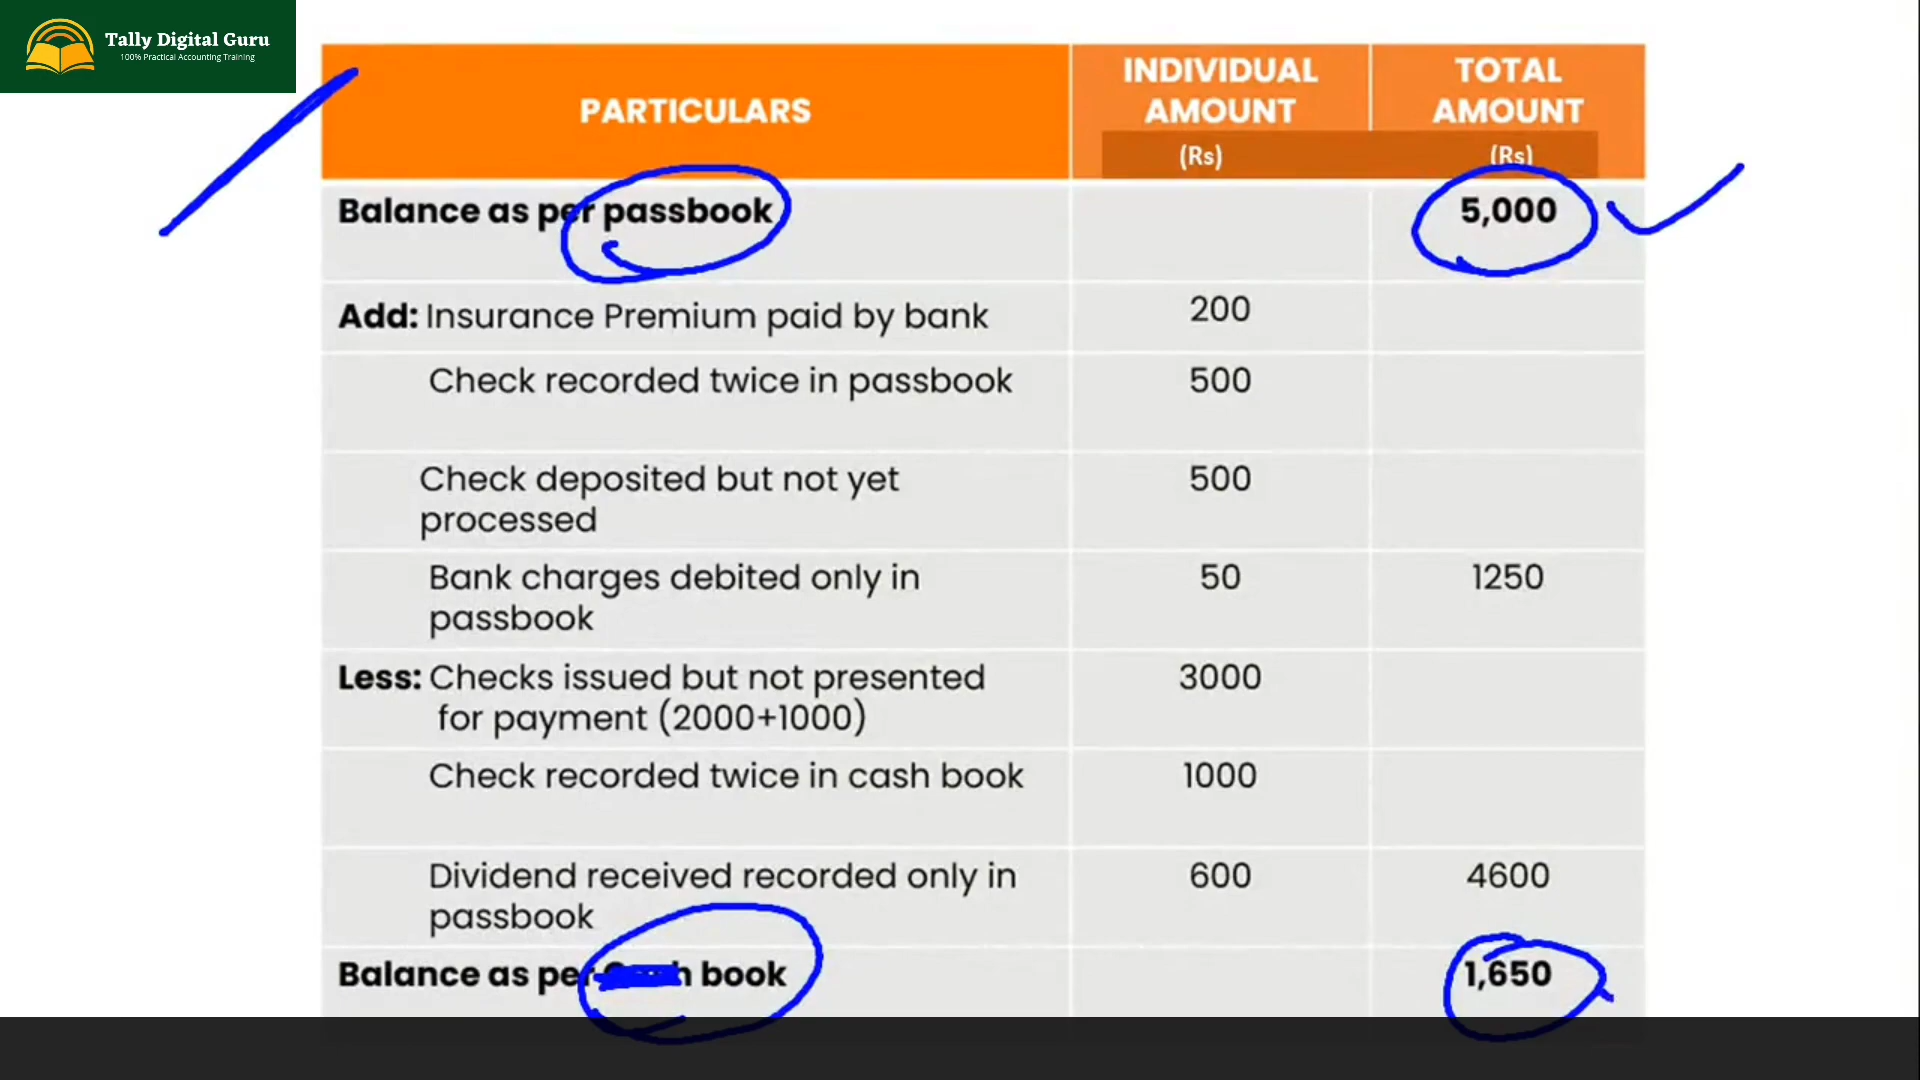 Tally Digital Guru
100% Practical Accounting Training
PARTICULARS
INDIVIDUAL AMOUNT (Rs)
TOTAL AMOUNT (Rs)
Balance as per passbook 5,000
Add: Insurance Premium paid by bank 200
Check recorded twice in passbook 500
Check deposited but not yet 500
processed
Bank charges debited only in 50 1250
passbook
Less: Checks issued but not presented 3000
for payment (2000+1000)
Check recorded twice in cash book 1000
Dividend received recorded only in 600 4600
passbook
Balance as per book 1,650